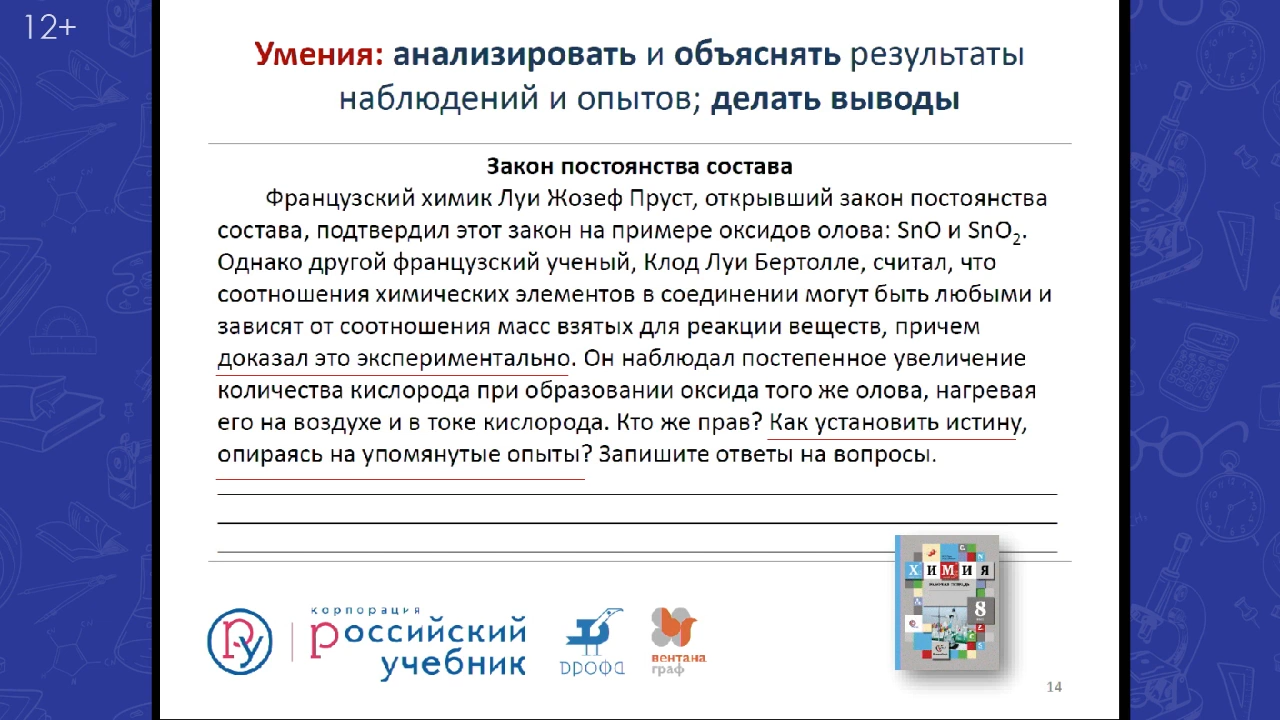 12+
Умения: анализировать и объяснять результаты
наблюдений и опытов; делать выводы
Закон постоянства состава
Французский химик Луи Жозеф Пруст, открывший закон постоянства
состава, подтвердил этот закон на примере оксидов олова: SnO и SnO₂.
Однако другой французский ученый, Клод Луи Бертолле, считал, что
соотношения химических элементов в соединении могут быть любыми и
зависят от соотношения масс взятых для реакции веществ, причем
доказал это экспериментально. Он наблюдал постепенное увеличение
количества кислорода при образовании оксида того же олова, нагревая
его на воздухе и в токе кислорода. Кто же прав? Как установить истину,
опираясь на упомянутые опыты? Запишите ответы на вопросы.
ХИМИЯ
8
РУ
корпорация
российский
учебник
дрофа
вентана
граф
14